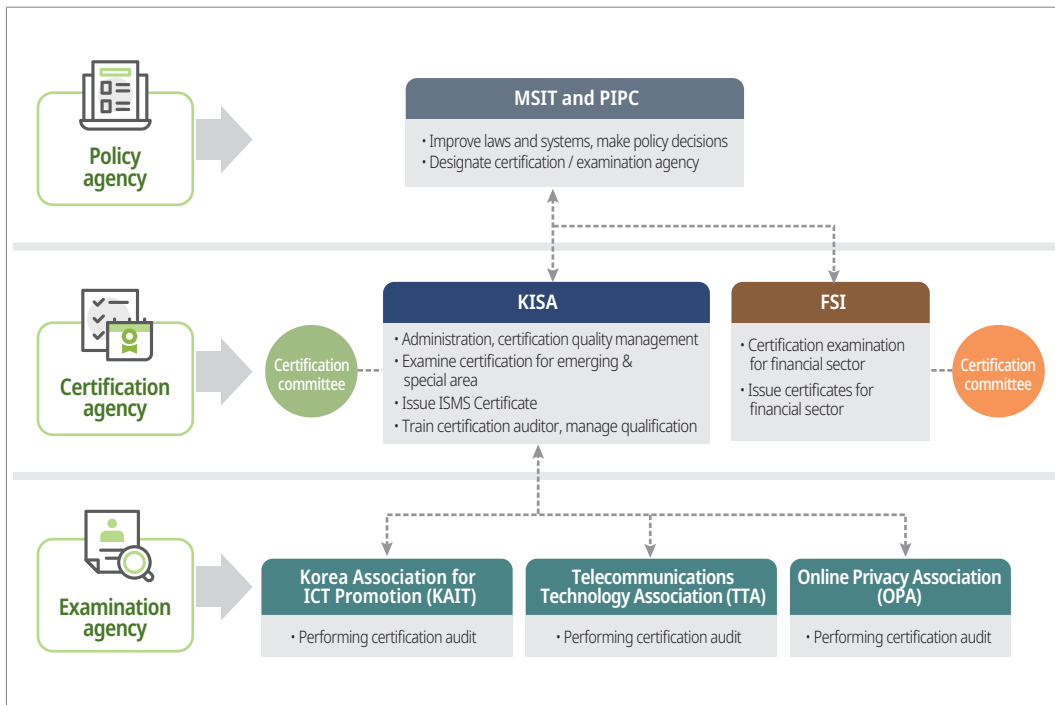 Policy
agency
MSIT and PIPC
• Improve laws and systems, make policy decisions
• Designate certification / examination agency
Certification
agency
Certification
committee
KISA
• Administration, certification quality management
• Examine certification for emerging &
special area
• Issue ISMS Certificate
• Train certification auditor, manage qualification
FSI
• Certification examination
for financial sector
• Issue certificates for
financial sector
Certification
committee
Examination
agency
Korea Association for
ICT Promotion (KAIT)
• Performing certification audit
Telecommunications
Technology Association (TTA)
• Performing certification audit
Online Privacy Association
(OPA)
• Performing certification audit